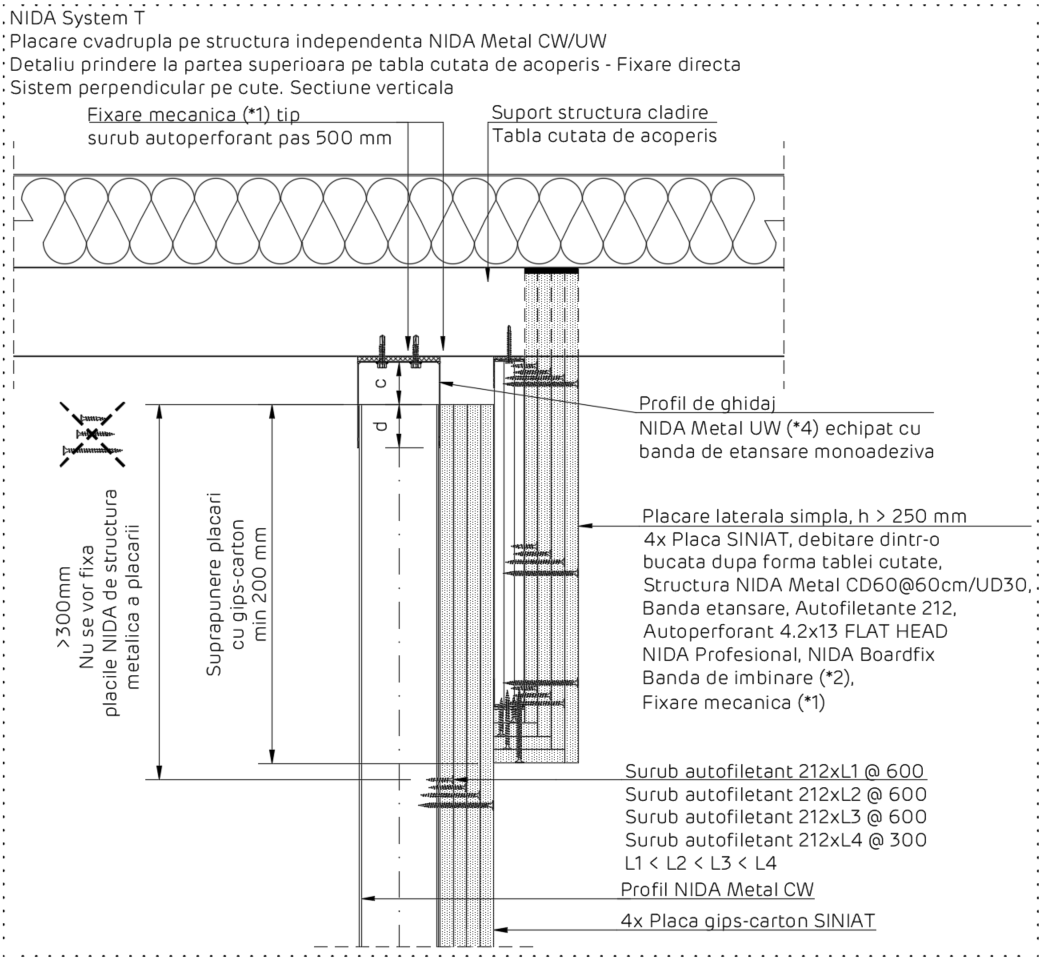 NIDA System T
Placare cvadrupla pe structura independenta NIDA Metal CW/UW
Detaliu prindere la partea superioara pe tabla cutata de acoperis - Fixare directa
Sistem perpendicular pe cute. Sectiune verticala
Fixare mecanica (*1) tip
surub autoperforant pas 500 mm
Suport structura cladire
Tabla cutata de acoperis
c
d
Profil de ghidaj
NIDA Metal UW (*4) echipat cu
banda de etansare monoadeziva
>300mm
Nu se vor fixa
placile NIDA de structura
metalica a placarii
Suprapunere placari
cu gips-carton
min 200 mm
Placare laterala simpla, h > 250 mm
4x Placa SINIAT, debitare dintr-o
bucata dupa forma tablei cutate,
Structura NIDA Metal CD60@60cm/UD30,
Banda etansare, Autofiletante 212,
Autoperforant 4.2x13 FLAT HEAD
NIDA Profesional, NIDA Boardfix
Banda de imbinare (*2),
Fixare mecanica (*1)
Surub autofiletant 212xL1 @ 600
Surub autofiletant 212xL2 @ 600
Surub autofiletant 212xL3 @ 600
Surub autofiletant 212xL4 @ 300
L1 < L2 < L3 < L4
Profil NIDA Metal CW
4x Placa gips-carton SINIAT